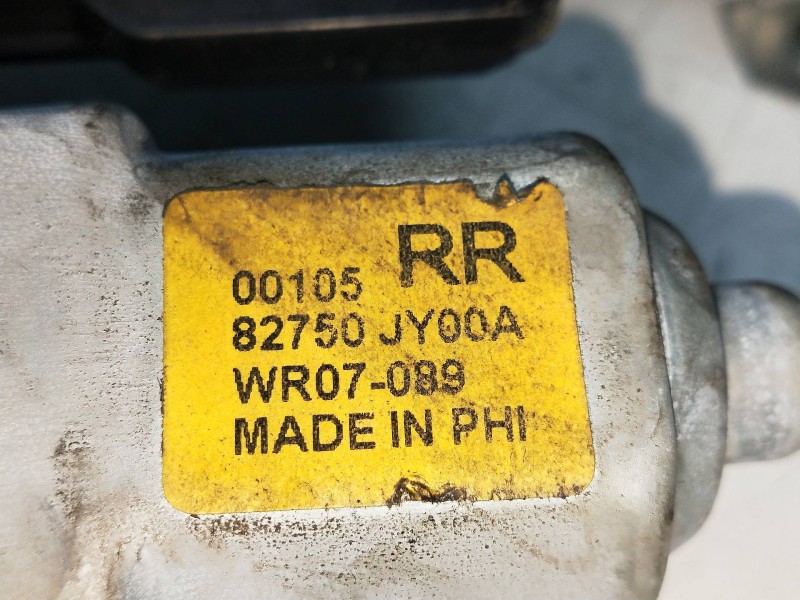 RR
00105
82750 JY00A
WR07-089
MADE IN PHI